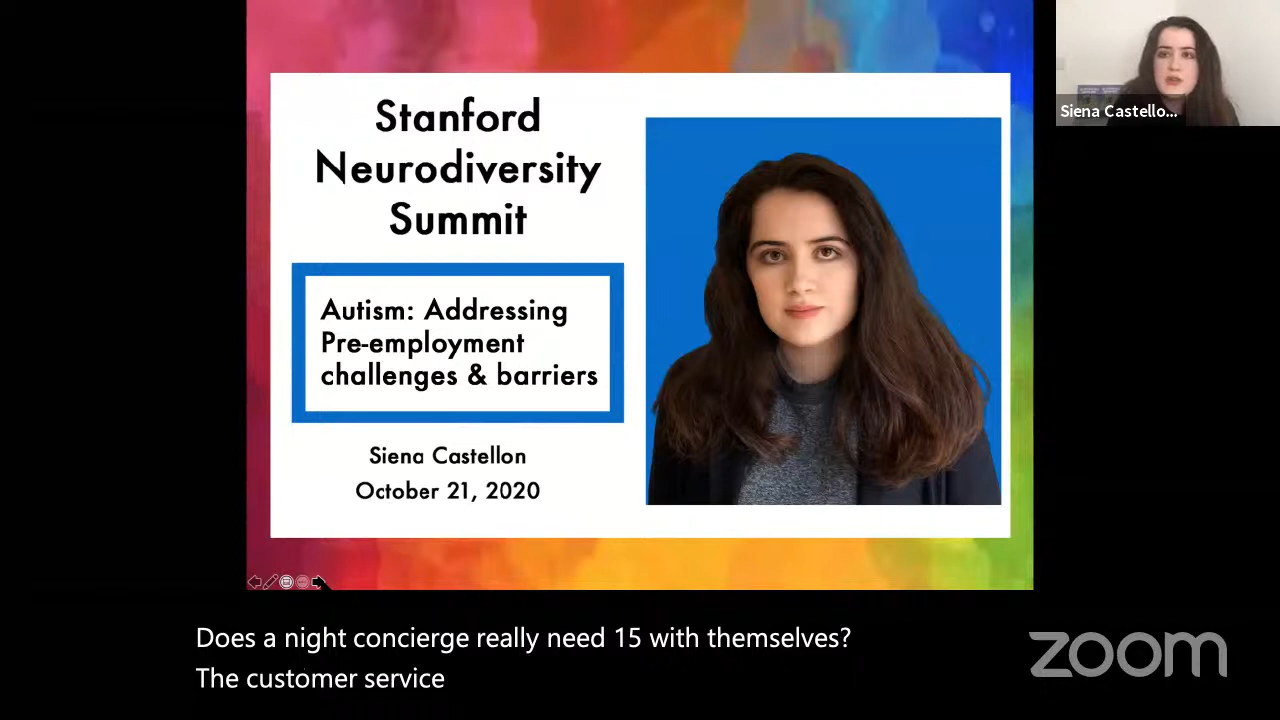 Stanford
Neurodiversity
Summit
Autism: Addressing
Pre-employment
challenges & barriers
Siena Castellon
October 21, 2020
Siena Castello...
Does a night concierge really need 15 with themselves?
The customer service
zoom